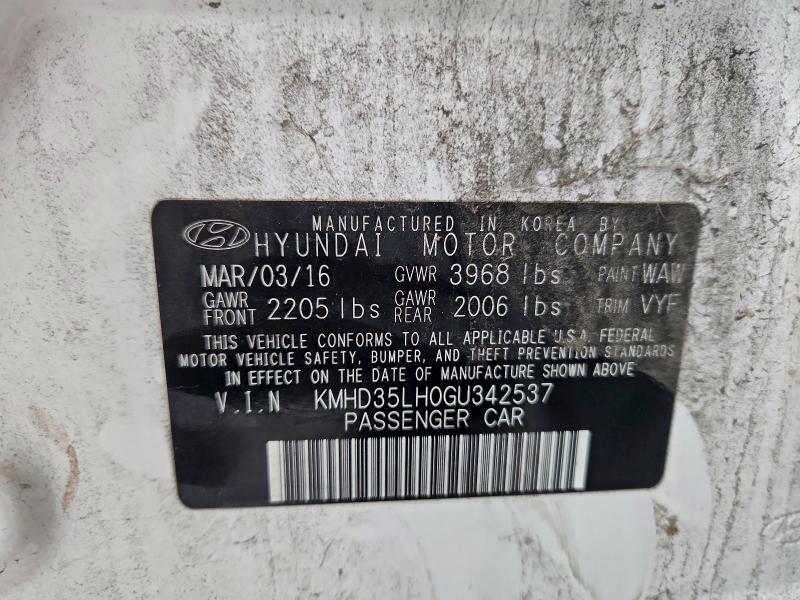 MANUFACTURED IN KOREA BY
HYUNDAI MOTOR COMPANY
MAR/03/16 GVWR 3968 lbs PAINT WAW
GAWR FRONT 2205 lbs GAWR REAR 2006 lbs TRIM VYF
THIS VEHICLE CONFORMS TO ALL APPLICABLE U.S.A. FEDERAL
MOTOR VEHICLE SAFETY, BUMPER, AND THEFT PREVENTION STANDARDS
IN EFFECT ON THE DATE OF MANUFACTURE SHOWN ABOVE
V.I.N KMHD35LH0GU342537
PASSENGER CAR